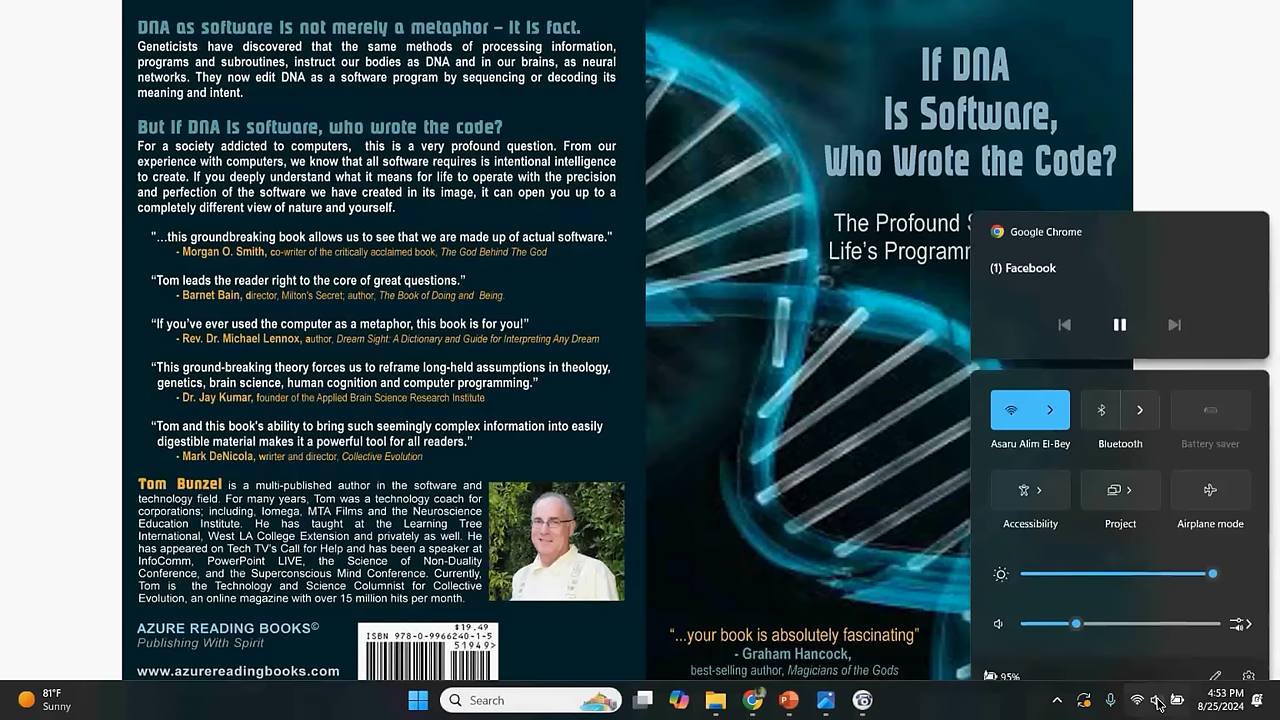 DNA as software is not merely a metaphor – it is fact.
Geneticists have discovered that the same methods of processing information,
programs and subroutines, instruct our bodies as DNA and in our brains, as neural
networks. They now edit DNA as a software program by sequencing or decoding its
meaning and intent.
But if DNA is software, who wrote the code?
For a society addicted to computers, this is a very profound question. From our
experience with computers, we know that all software requires is intentional intelligence
to create. If you deeply understand what it means for life to operate with the precision
and perfection of the software we have created in its image, it can open you up to a
completely different view of nature and yourself.
"...this groundbreaking book allows us to see that we are made up of actual software."
- Morgan O. Smith, co-writer of the critically acclaimed book, The God Behind The God
“Tom leads the reader right to the core of great questions.”
- Barnet Bain, director, Milton's Secret; author, The Book of Doing and Being.
“If you’ve ever used the computer as a metaphor, this book is for you!”
- Rev. Dr. Michael Lennox, author, Dream Sight: A Dictionary and Guide for Interpreting Any Dream
“This ground-breaking theory forces us to reframe long-held assumptions in theology,
genetics, brain science, human cognition and computer programming.”
- Dr. Jay Kumar, founder of the Applied Brain Science Research Institute
“Tom and this book's ability to bring such seemingly complex information into easily
digestible material makes it a powerful tool for all readers.”
- Mark DeNicola, wrirter and director, Collective Evolution
Tom Bunzel is a multi-published author in the software and
technology field. For many years, Tom was a technology coach for
corporations; including, Iomega, MTA Films and the Neuroscience
Education Institute. He has taught at the Learning Tree
International, West LA College Extension and privately as well. He
has appeared on Tech TV's Call for Help and has been a speaker at
InfoComm, PowerPoint LIVE, the Science of Non-Duality
Conference, and the Superconscious Mind Conference. Currently,
Tom is the Technology and Science Columnist for Collective
Evolution, an online magazine with over 15 million hits per month.
AZURE READING BOOKS©
Publishing With Spirit
www.azurereadingbooks.com
$19.49
ISBN 978-0-9966240-1-5
51949>
If DNA
Is Software,
Who Wrote the Code?
The Profound
Life’s Programm
“...your book is absolutely fascinating”
- Graham Hancock,
best-selling author, Magicians of the Gods
Google Chrome
(1) Facebook
Asaru Alim El-Bey
Bluetooth
Battery saver
Accessibility
Project
Airplane mode
95%
81°F
Sunny
Search
4:53 PM
8/25/2024